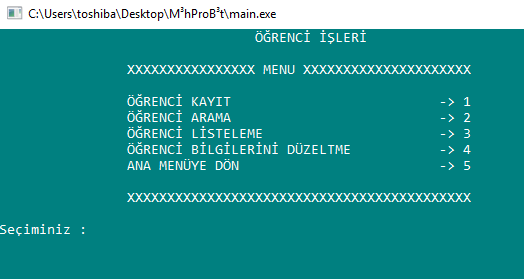 C:\Users\toshiba\Desktop\M³hProB³t\main.exe
ÖĞRENCİ İŞLERİ
XXXXXXXXXXXXXXXX MENU XXXXXXXXXXXXXXXXXXXXX
ÖĞRENCİ KAYIT -> 1
ÖĞRENCİ ARAMA -> 2
ÖĞRENCİ LİSTELEME -> 3
ÖĞRENCİ BİLGİLERİNİ DÜZELTME -> 4
ANA MENÜYE DÖN -> 5
XXXXXXXXXXXXXXXXXXXXXXXXXXXXXXXXXXXXXXXXXXX
Seçiminiz :